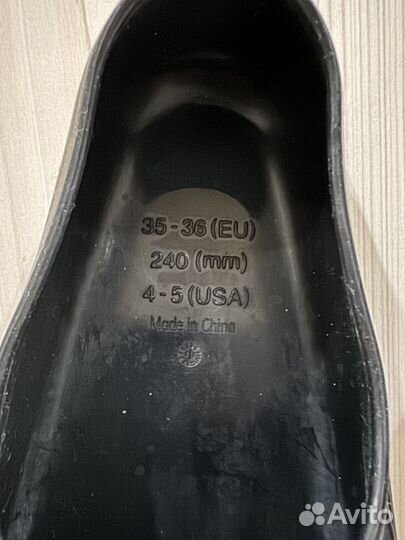 35-36 (EU)
240 (mm)
4-5 (USA)
Made in China
Avito